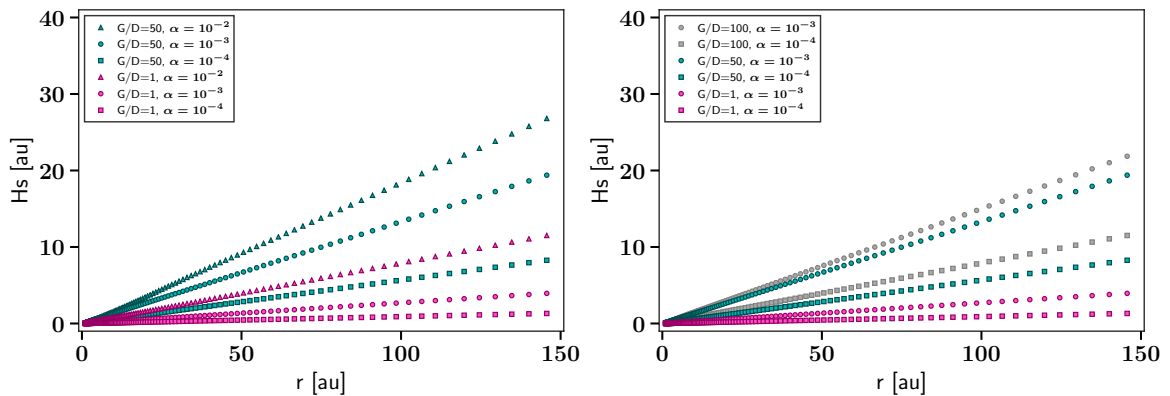 40
30
20
10
0
Hs [au]
G/D=50, α = 10⁻²
G/D=50, α = 10⁻³
G/D=50, α = 10⁻⁴
G/D=1, α = 10⁻²
G/D=1, α = 10⁻³
G/D=1, α = 10⁻⁴
0 50 100 150
r [au]
40
30
20
10
0
Hs [au]
G/D=100, α = 10⁻³
G/D=100, α = 10⁻⁴
G/D=50, α = 10⁻³
G/D=50, α = 10⁻⁴
G/D=1, α = 10⁻³
G/D=1, α = 10⁻⁴
0 50 100 150
r [au]